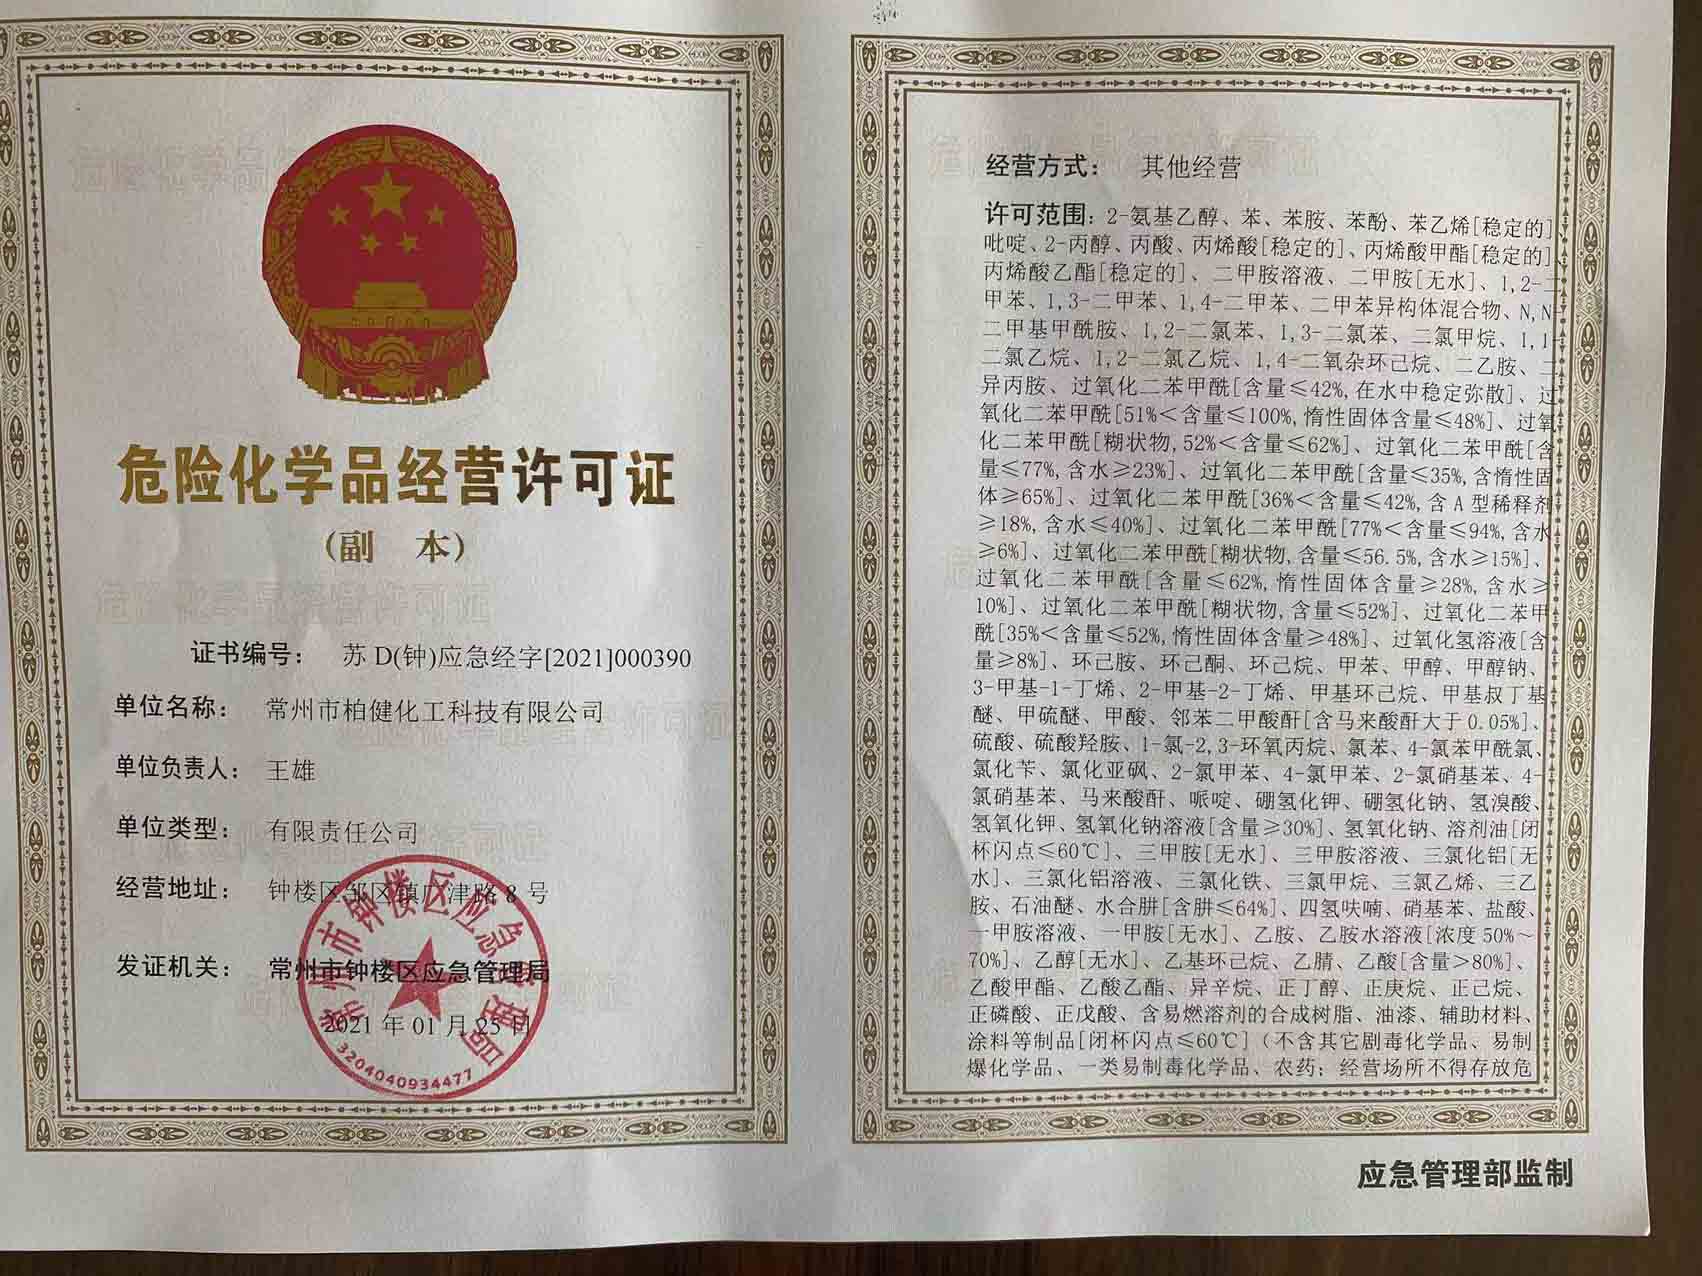 危险化学品经营许可证
(副 本)
证书编号: 苏 D(钟)应急经字[2021]000390
单位名称: 常州市柏健化工科技有限公司
单位负责人: 王雄
单位类型: 有限责任公司
经营地址: 钟楼区邹区镇广津路 8 号
发证机关: 常州市钟楼区应急管理局
2021 年 01 月 25 日
常州市钟楼区应急管理局
3204040934477
经营方式: 其他经营
许可范围: 2-氨基乙醇、苯、苯胺、苯酚、苯乙烯[稳定的]
吡啶、2-丙醇、丙酸、丙烯酸[稳定的]、丙烯酸甲酯[稳定的]
丙烯酸乙酯[稳定的]、二甲胺溶液、二甲胺[无水]、1,2-二
甲苯、1,3-二甲苯、1,4-二甲苯、二甲苯异构体混合物、N,N-
二甲基甲酰胺、1,2-二氯苯、1,3-二氯苯、二氯甲烷、1,1-
二氯乙烷、1,2-二氯乙烷、1,4-二氧杂环己烷、二乙胺、二
异丙胺、过氧化二苯甲酰[含量≤42%,在水中稳定弥散]、过
氧化二苯甲酰[51%<含量≤100%,惰性固体含量≤48%]、过氧
化二苯甲酰[糊状物,52%<含量≤62%]、过氧化二苯甲酰[含
量≤77%,含水≥23%]、过氧化二苯甲酰[含量≤35%,含惰性固
体≥65%]、过氧化二苯甲酰[36%<含量≤42%,含 A 型稀释剂
≥18%,含水≤40%]、过氧化二苯甲酰[77%<含量≤94%,含水
≥6%]、过氧化二苯甲酰[糊状物,含量≤56.5%,含水≥15%]、
过氧化二苯甲酰[含量≤62%,惰性固体含量≥28%,含水≥
10%]、过氧化二苯甲酰[糊状物,含量≤52%]、过氧化二苯甲
酰[35%<含量≤52%,惰性固体含量≥48%]、过氧化氢溶液[含
量≥8%]、环己胺、环己酮、环己烷、甲苯、甲醇、甲醇钠、
3-甲基-1-丁烯、2-甲基-2-丁烯、甲基环己烷、甲基叔丁基
醚、甲硫醚、甲酸、邻苯二甲酸酐[含马来酸酐大于 0.05%]、
硫酸、硫酸羟胺、1-氯-2,3-环氧丙烷、氯苯、4-氯苯甲酰氯、
氯化苄、氯化亚砜、2-氯甲苯、4-氯甲苯、2-氯硝基苯、4-
氯硝基苯、马来酸酐、哌啶、硼氢化钾、硼氢化钠、氢溴酸、
氢氧化钾、氢氧化钠溶液[含量≥30%]、氢氧化钠、溶剂油[闭
杯闪点≤60℃]、三甲胺[无水]、三甲胺溶液、三氯化铝[无
水]、三氯化铝溶液、三氯化铁、三氯甲烷、三氯乙烯、三乙
胺、石油醚、水合肼[含肼≤64%]、四氢呋喃、硝基苯、盐酸、
一甲胺溶液、一甲胺[无水]、乙胺、乙胺水溶液[浓度 50%~
70%]、乙醇[无水]、乙基环己烷、乙腈、乙酸[含量>80%]、
乙酸甲酯、乙酸乙酯、异辛烷、正丁醇、正庚烷、正己烷、
正磷酸、正戊酸、含易燃溶剂的合成树脂、油漆、辅助材料、
涂料等制品[闭杯闪点≤60℃](不含其它剧毒化学品、易制
爆化学品、一类易制毒化学品、农药;经营场所不得存放危
应急管理部监制